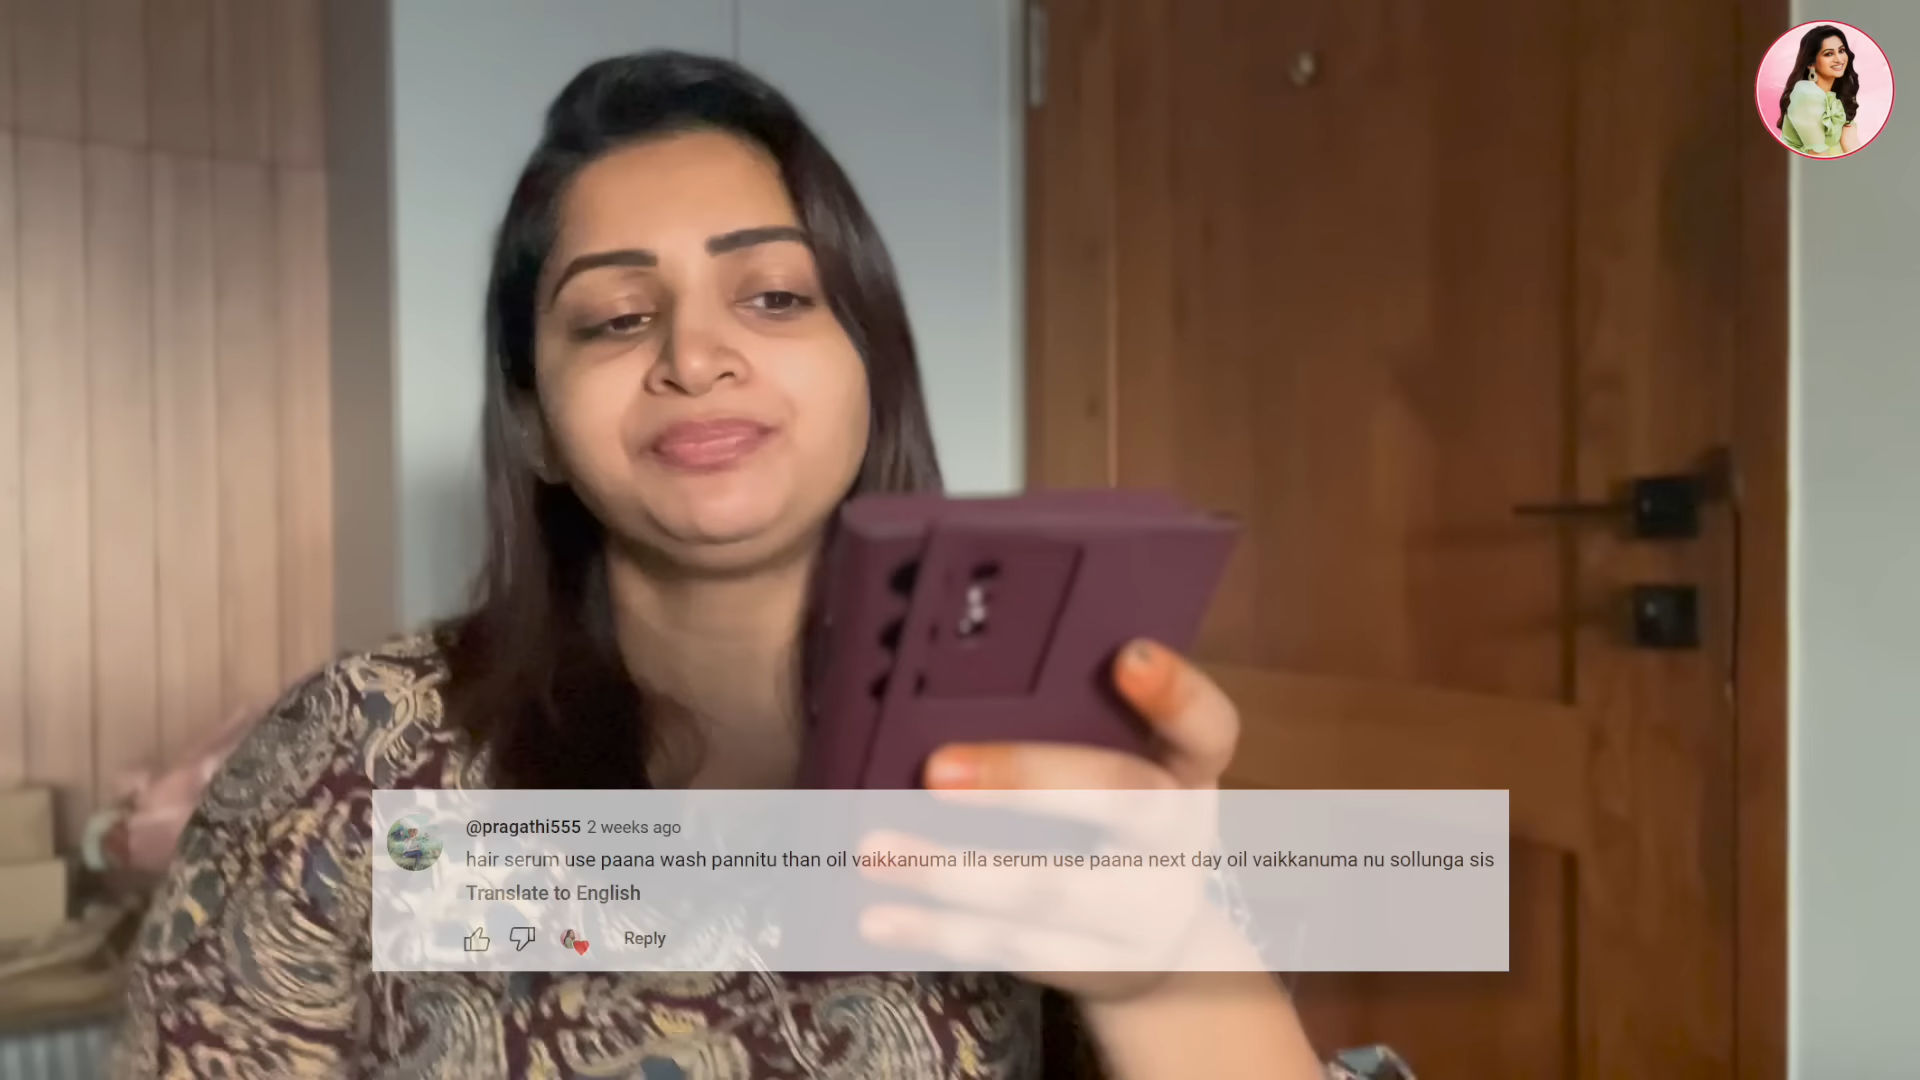 @pragathi555 2 weeks ago
hair serum use paana wash pannitu than oil vaikkanuma illa serum use paana next day oil vaikkanuma nu sollunga sis
Translate to English
Reply